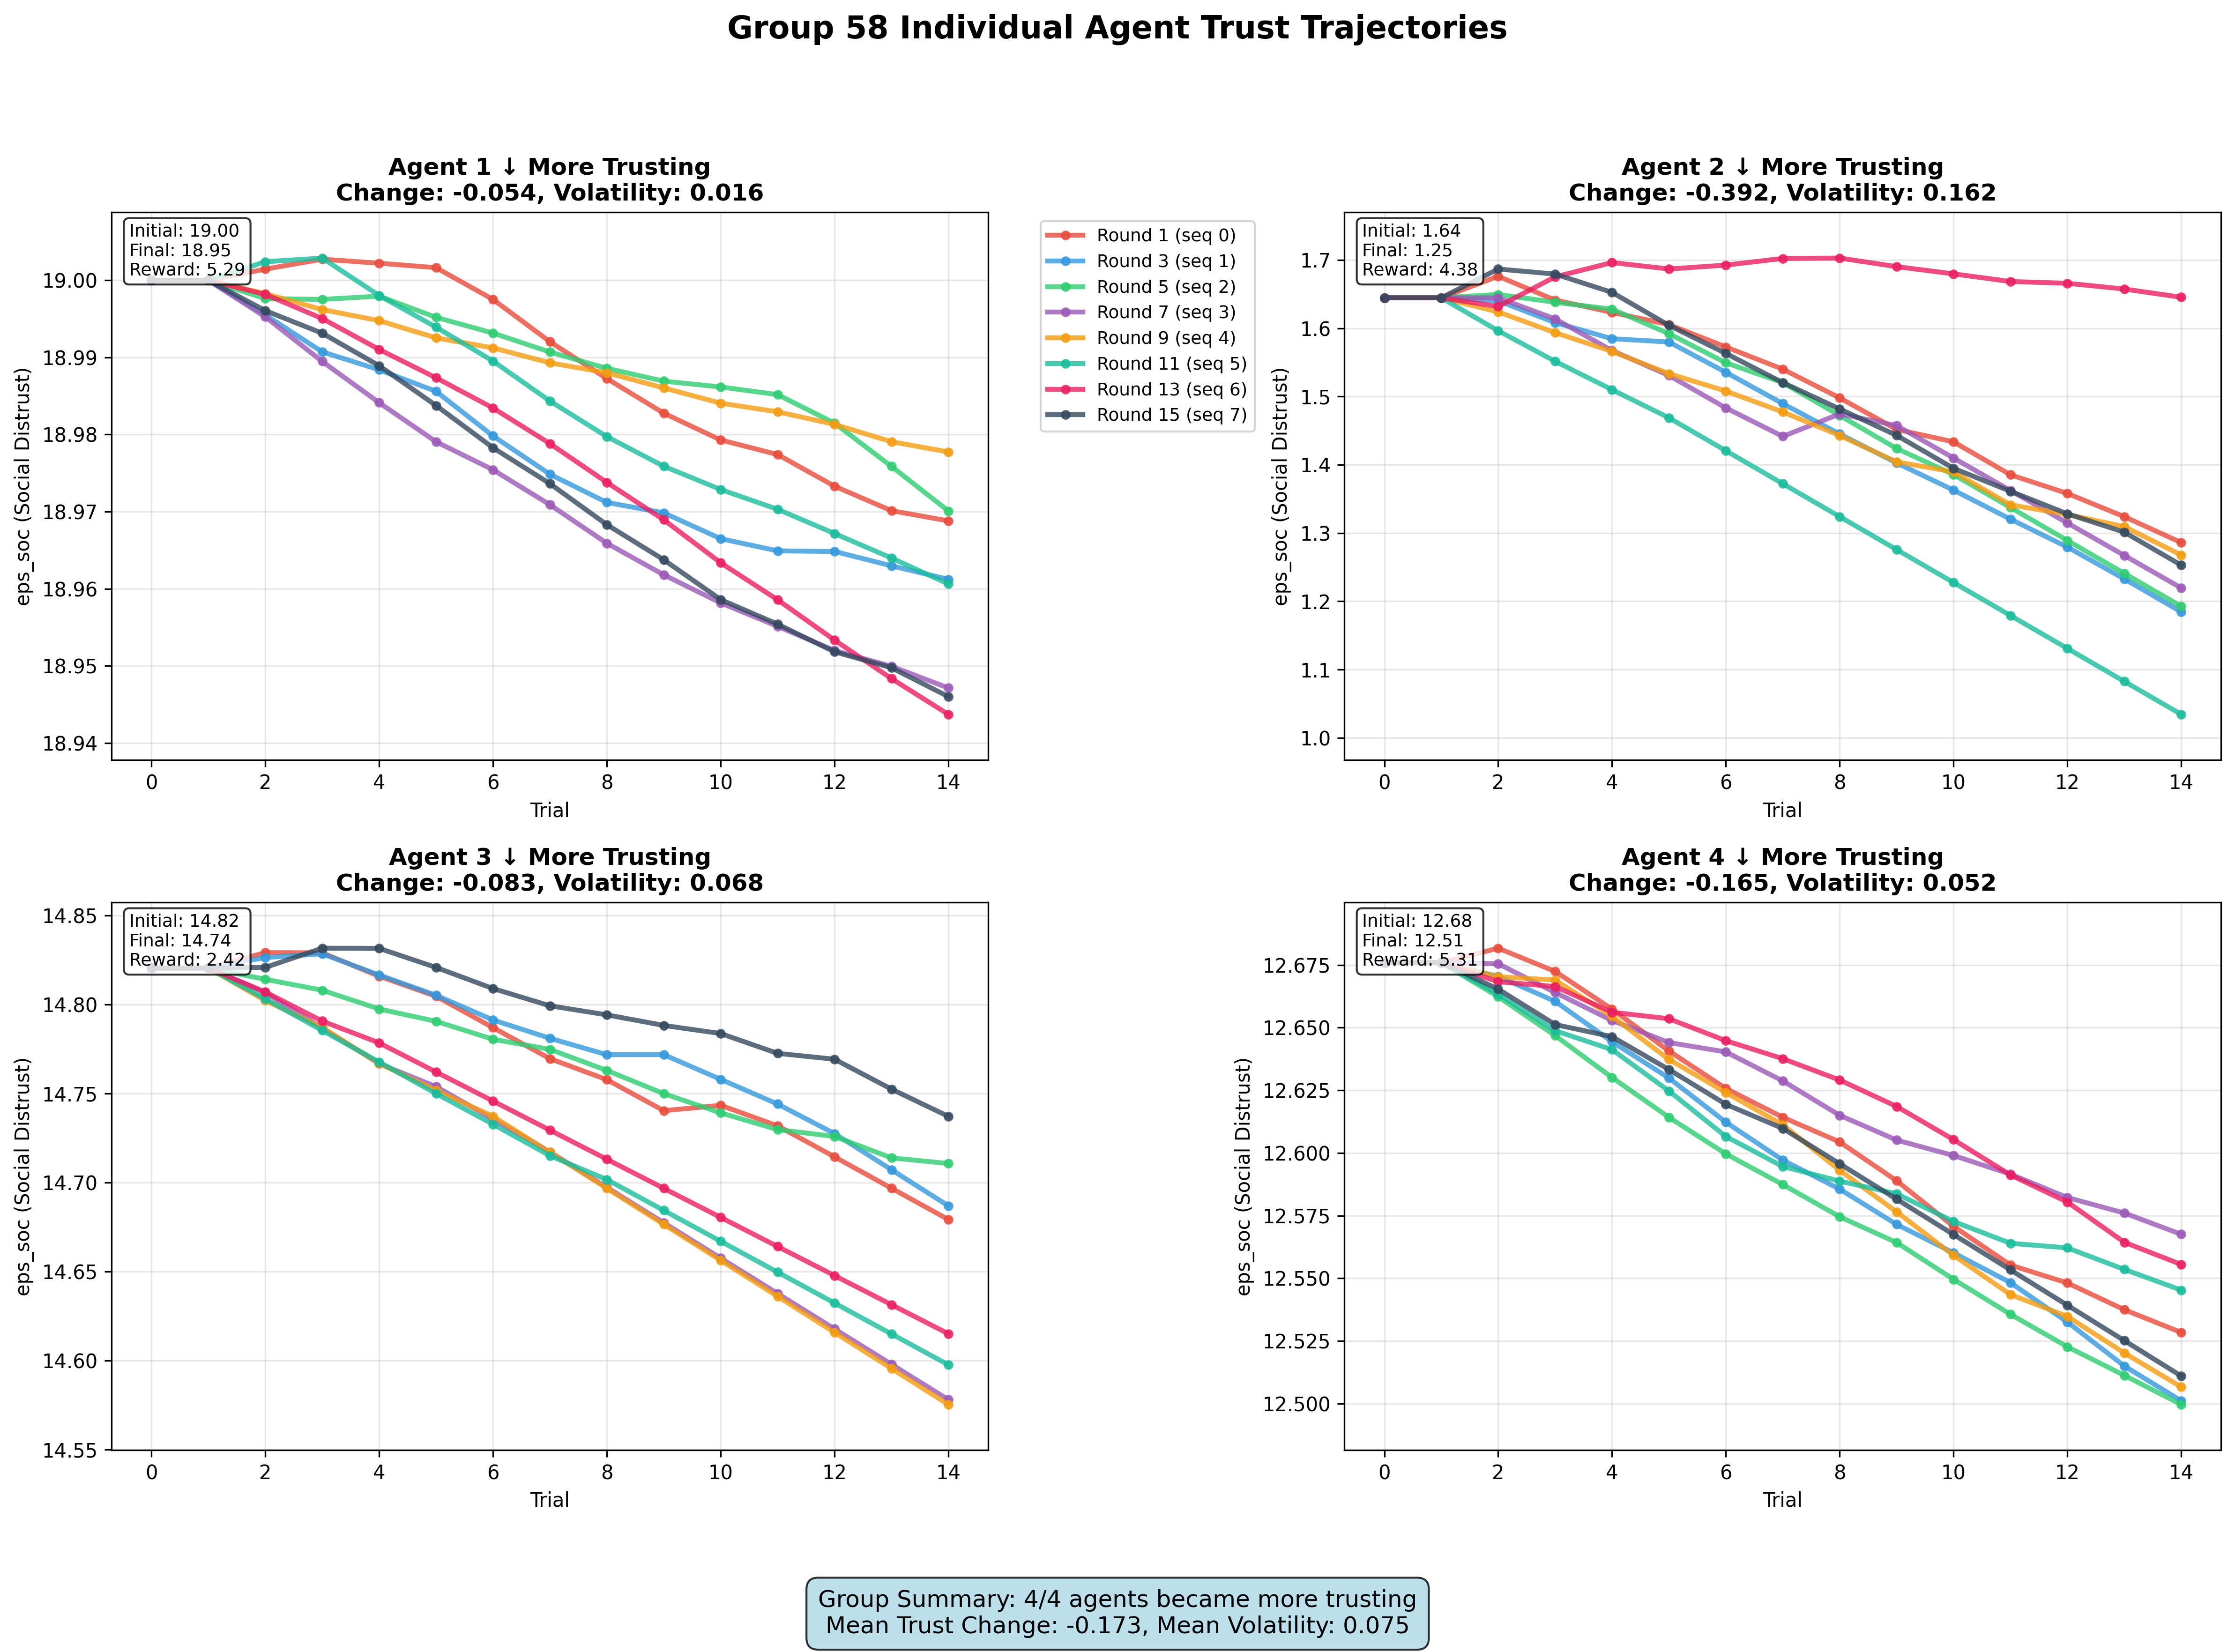 Group 58 Individual Agent Trust Trajectories
Agent 1 ↓ More Trusting
Change: -0.054, Volatility: 0.016
Initial: 19.00
Final: 18.95
Reward: 5.29
eps_soc (Social Distrust)
19.00
18.99
18.98
18.97
18.96
18.95
18.94
0 2 4 6 8 10 12 14
Trial
Round 1 (seq 0)
Round 3 (seq 1)
Round 5 (seq 2)
Round 7 (seq 3)
Round 9 (seq 4)
Round 11 (seq 5)
Round 13 (seq 6)
Round 15 (seq 7)
Agent 2 ↓ More Trusting
Change: -0.392, Volatility: 0.162
Initial: 1.64
Final: 1.25
Reward: 4.38
eps_soc (Social Distrust)
1.7
1.6
1.5
1.4
1.3
1.2
1.1
1.0
0 2 4 6 8 10 12 14
Trial
Agent 3 ↓ More Trusting
Change: -0.083, Volatility: 0.068
Initial: 14.82
Final: 14.74
Reward: 2.42
eps_soc (Social Distrust)
14.85
14.80
14.75
14.70
14.65
14.60
14.55
0 2 4 6 8 10 12 14
Trial
Agent 4 ↓ More Trusting
Change: -0.165, Volatility: 0.052
Initial: 12.68
Final: 12.51
Reward: 5.31
eps_soc (Social Distrust)
12.675
12.650
12.625
12.600
12.575
12.550
12.525
12.500
0 2 4 6 8 10 12 14
Trial
Group Summary: 4/4 agents became more trusting
Mean Trust Change: -0.173, Mean Volatility: 0.075